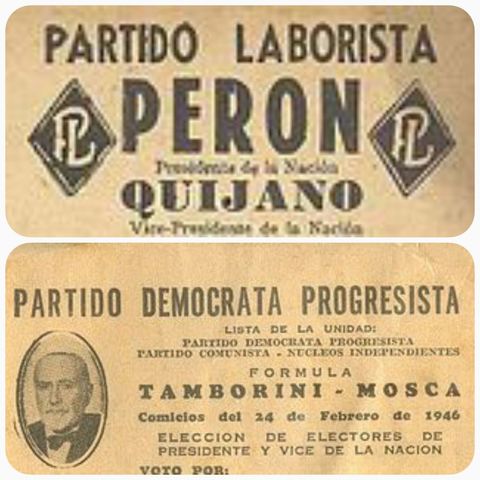 PARTIDO LABORISTA
PL PERON PL
Presidente de la Nación
QUIJANO
Vice-Presidente de la Nación
PARTIDO DEMOCRATA PROGRESISTA
LISTA DE LA UNIDAD:
PARTIDO DEMOCRATA PROGRESISTA
PARTIDO COMUNISTA - NUCLEOS INDEPENDIENTES
FORMULA
TAMBORINI - MOSCA
Comicios del 24 de Febrero de 1946
ELECCION DE ELECTORES DE
PRESIDENTE Y VICE DE LA NACION
VOTO POR: